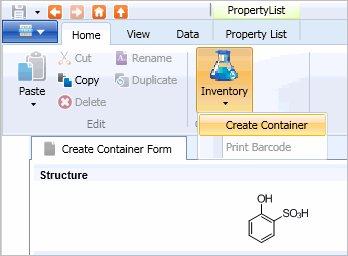 PropertyList
Home View Data Property List
Paste
Cut
Copy
Delete
Rename
Duplicate
Edit
Inventory
Create Container
Print Barcode
Create Container Form
Structure
OH
SO₃H